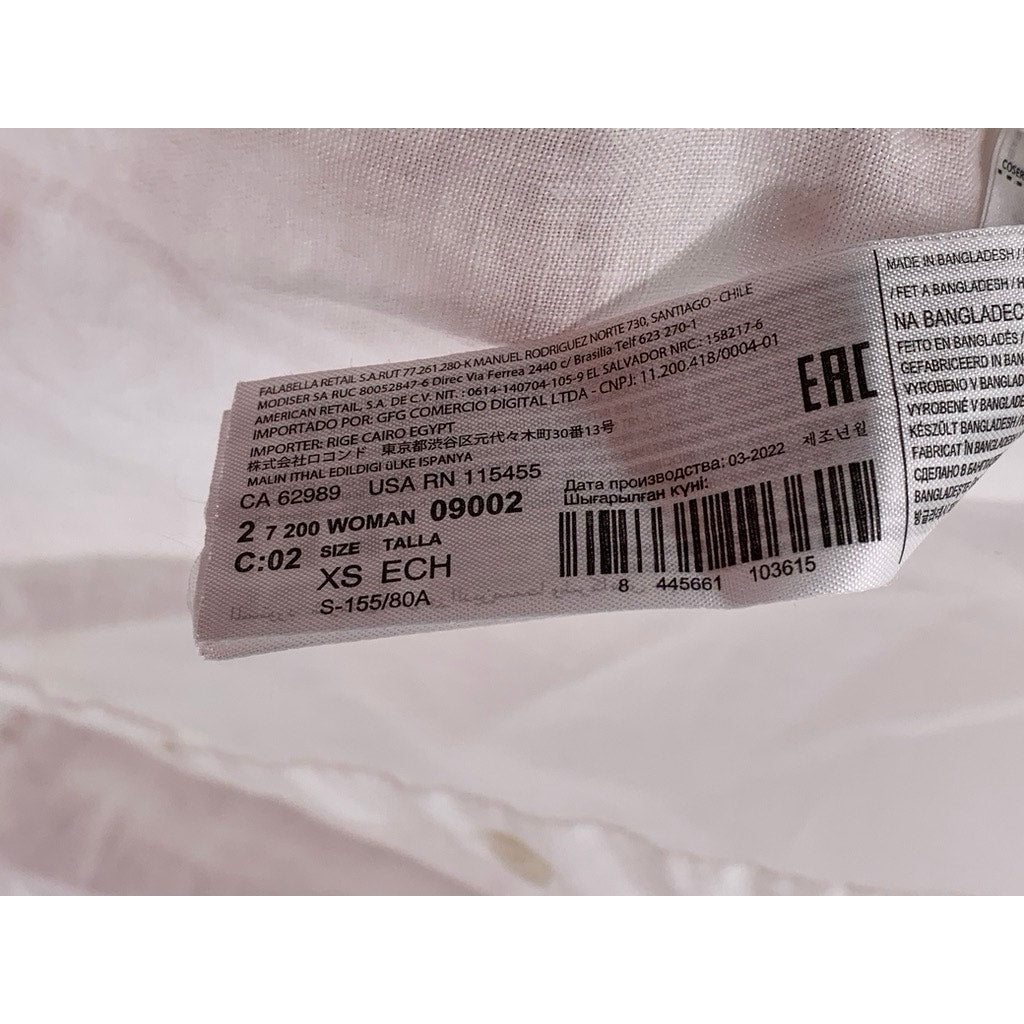 FALABELLA RETAIL S.A.RUT 77.261.280-K MANUEL RODRIGUEZ NORTE 730, SANTIAGO - CHILE
MODISER SA RUC 80052847-6 Direc Via Ferrea 2440 c/ Brasilia Telf 623 270-1
AMERICAN RETAIL, S.A. DE C.V. NIT. : 0614-140704-105-9 EL SALVADOR NRC.: 158217-6
IMPORTADO POR: GFG COMERCIO DIGITAL LTDA - CNPJ: 11.200.418/0004-01
IMPORTER: RIGE CAIRO EGYPT
株式会社ロコンド 東京都渋谷区元代々木町30番13号
MALIN ITHAL EDILDIGI üLKE ISPANYA
CA 62989 USA RN 115455
2 7 200 WOMAN 09002
C:02 SIZE TALLA
XS ECH
S-155/80A
EAC
Дата производства: 03-2022 제조년월
Шығарылған күні:
8 445661 103615
MADE IN BANGLADESH /
/ FET A BANGLADESH /
NA BANGLADEC
FEITO EN BANGLADÉS /
GEFABRICEERD IN BAN
VYROBENO V BANGLAD
VYROBENÉ V BANGLADE
KÉSZÜLT BANGLADESH
FABRICAT ÎN BANGLA
СДЕЛАНО В БАНГЛ
BANGLADEŞ
COSER